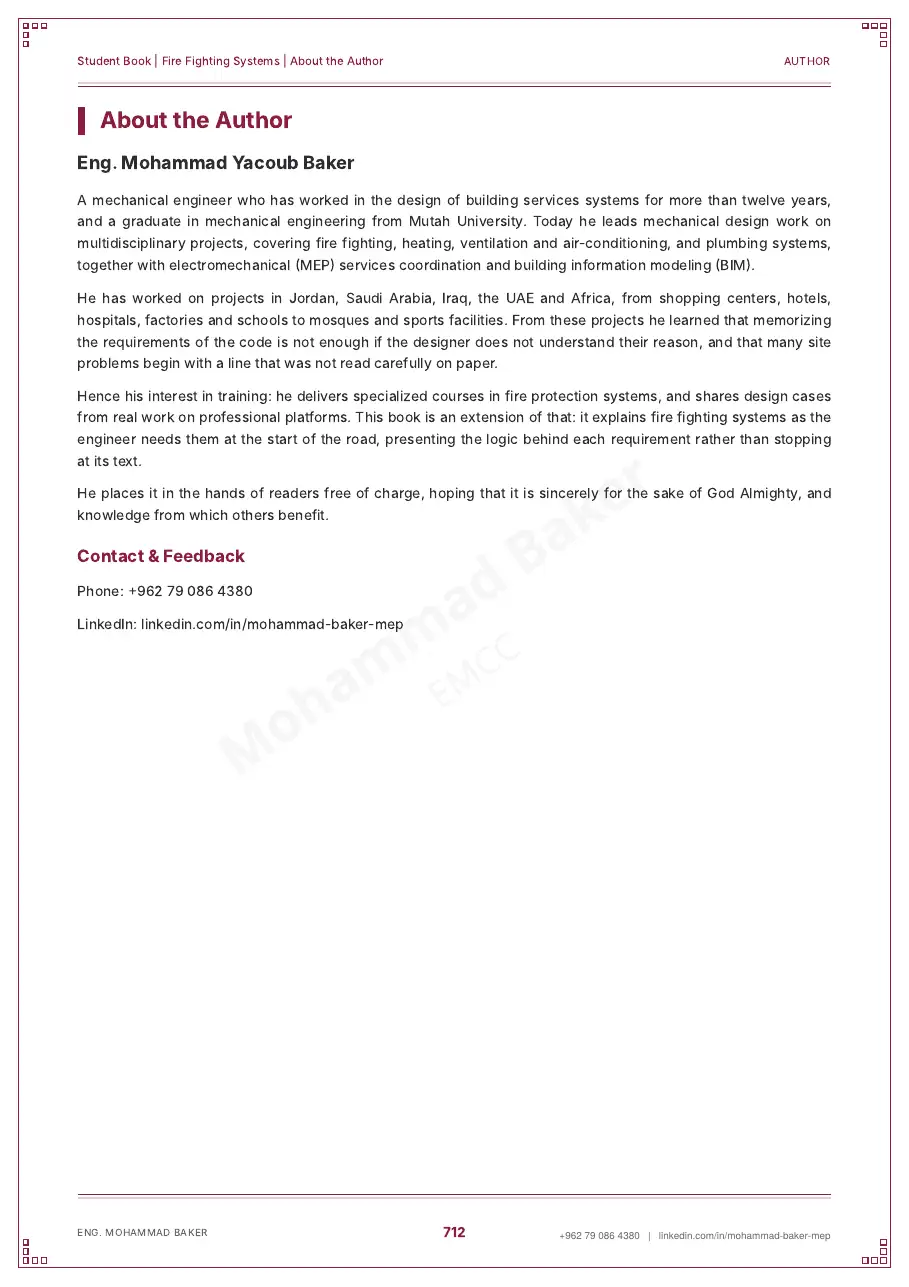 Student Book | Fire Fighting Systems | About the Author
AUTHOR
About the Author
Eng. Mohammad Yacoub Baker
A mechanical engineer who has worked in the design of building services systems for more than twelve years,
and a graduate in mechanical engineering from Mutah University. Today he leads mechanical design work on
multidisciplinary projects, covering fire fighting, heating, ventilation and air-conditioning, and plumbing systems,
together with electromechanical (MEP) services coordination and building information modeling (BIM).
He has worked on projects in Jordan, Saudi Arabia, Iraq, the UAE and Africa, from shopping centers, hotels,
hospitals, factories and schools to mosques and sports facilities. From these projects he learned that memorizing
the requirements of the code is not enough if the designer does not understand their reason, and that many site
problems begin with a line that was not read carefully on paper.
Hence his interest in training: he delivers specialized courses in fire protection systems, and shares design cases
from real work on professional platforms. This book is an extension of that: it explains fire fighting systems as the
engineer needs them at the start of the road, presenting the logic behind each requirement rather than stopping
at its text.
He places it in the hands of readers free of charge, hoping that it is sincerely for the sake of God Almighty, and
knowledge from which others benefit.
Contact & Feedback
Phone: +962 79 086 4380
LinkedIn: linkedin.com/in/mohammad-baker-mep
Mohammad Baker
EMCC
ENG. MOHAMMAD BAKER
712
+962 79 086 4380 | linkedin.com/in/mohammad-baker-mep